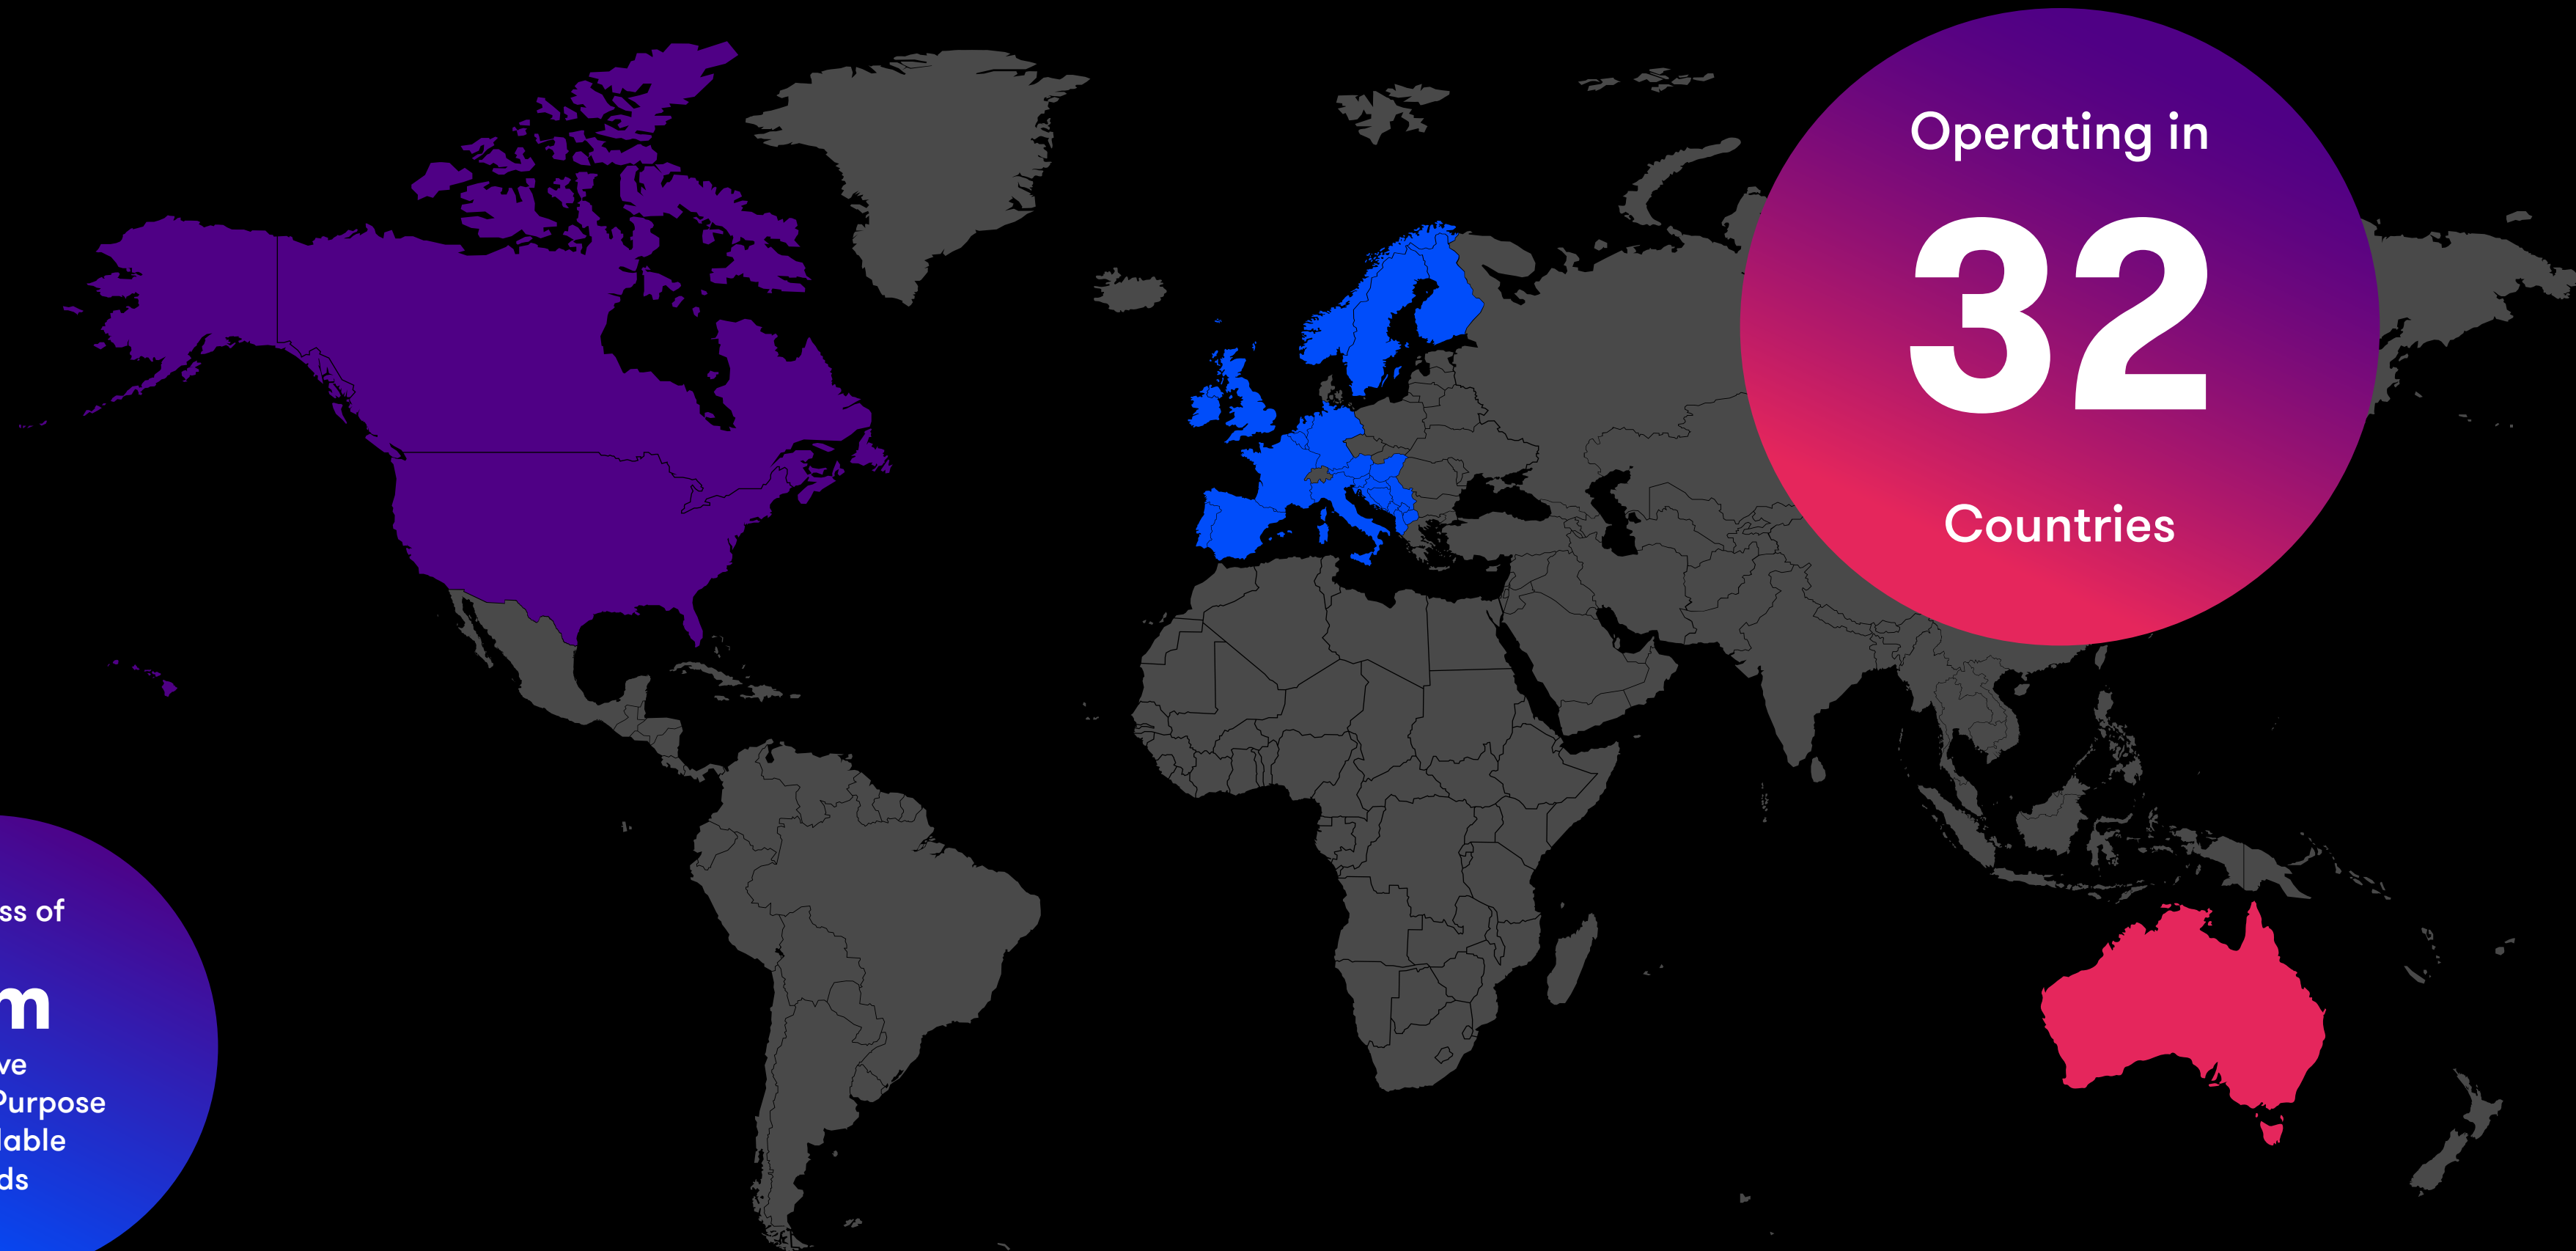 Operating in
32
Countries
ss of
m
ve
Purpose
lable
ds